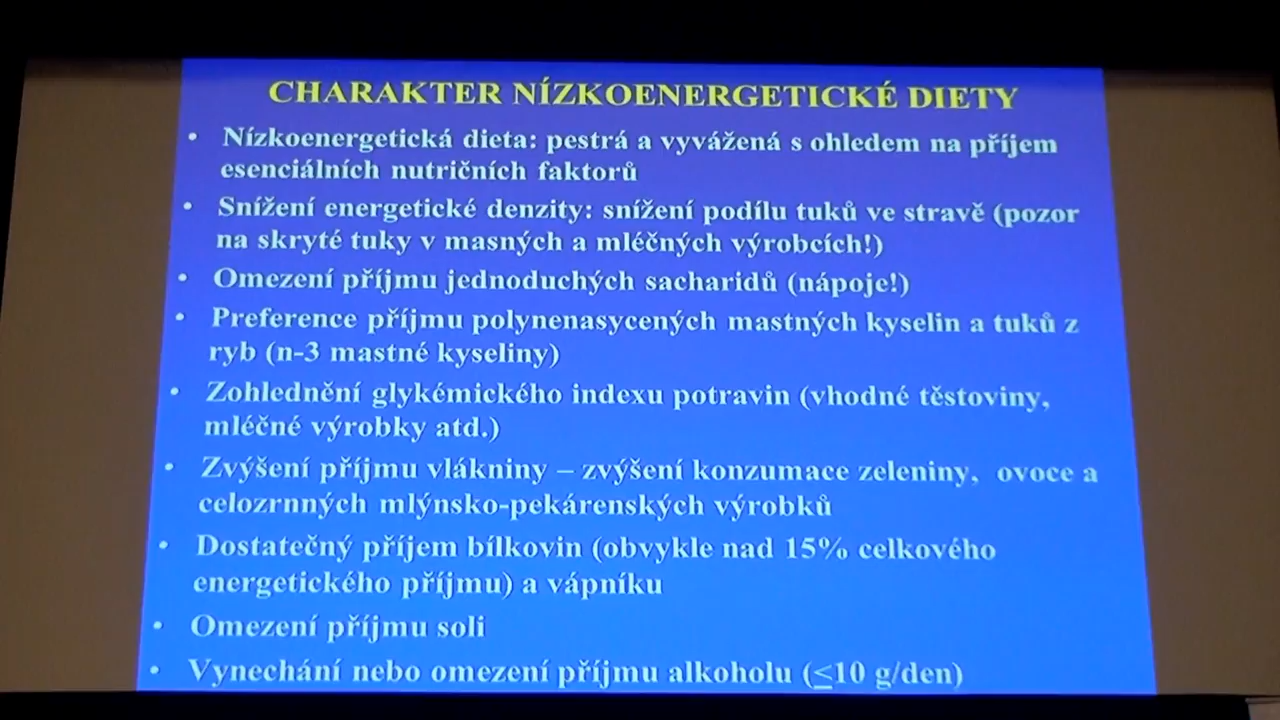 CHARAKTER NÍZKOENERGETICKÉ DIETY
• Nízkoenergetická dieta: pestrá a vyvážená s ohledem na příjem
esenciálních nutričních faktorů
• Snížení energetické denzity: snížení podílu tuků ve stravě (pozor
na skryté tuky v masných a mléčných výrobcích!)
• Omezení příjmu jednoduchých sacharidů (nápoje!)
• Preference příjmu polynenasycených mastných kyselin a tuků z
ryb (n-3 mastné kyseliny)
• Zohlednění glykémického indexu potravin (vhodné těstoviny,
mléčné výrobky atd.)
• Zvýšení příjmu vlákniny – zvýšení konzumace zeleniny, ovoce a
celozrnných mlýnsko-pekárenských výrobků
• Dostatečný příjem bílkovin (obvykle nad 15% celkového
energetického příjmu) a vápníku
• Omezení příjmu soli
• Vynechání nebo omezení příjmu alkoholu (≤10 g/den)